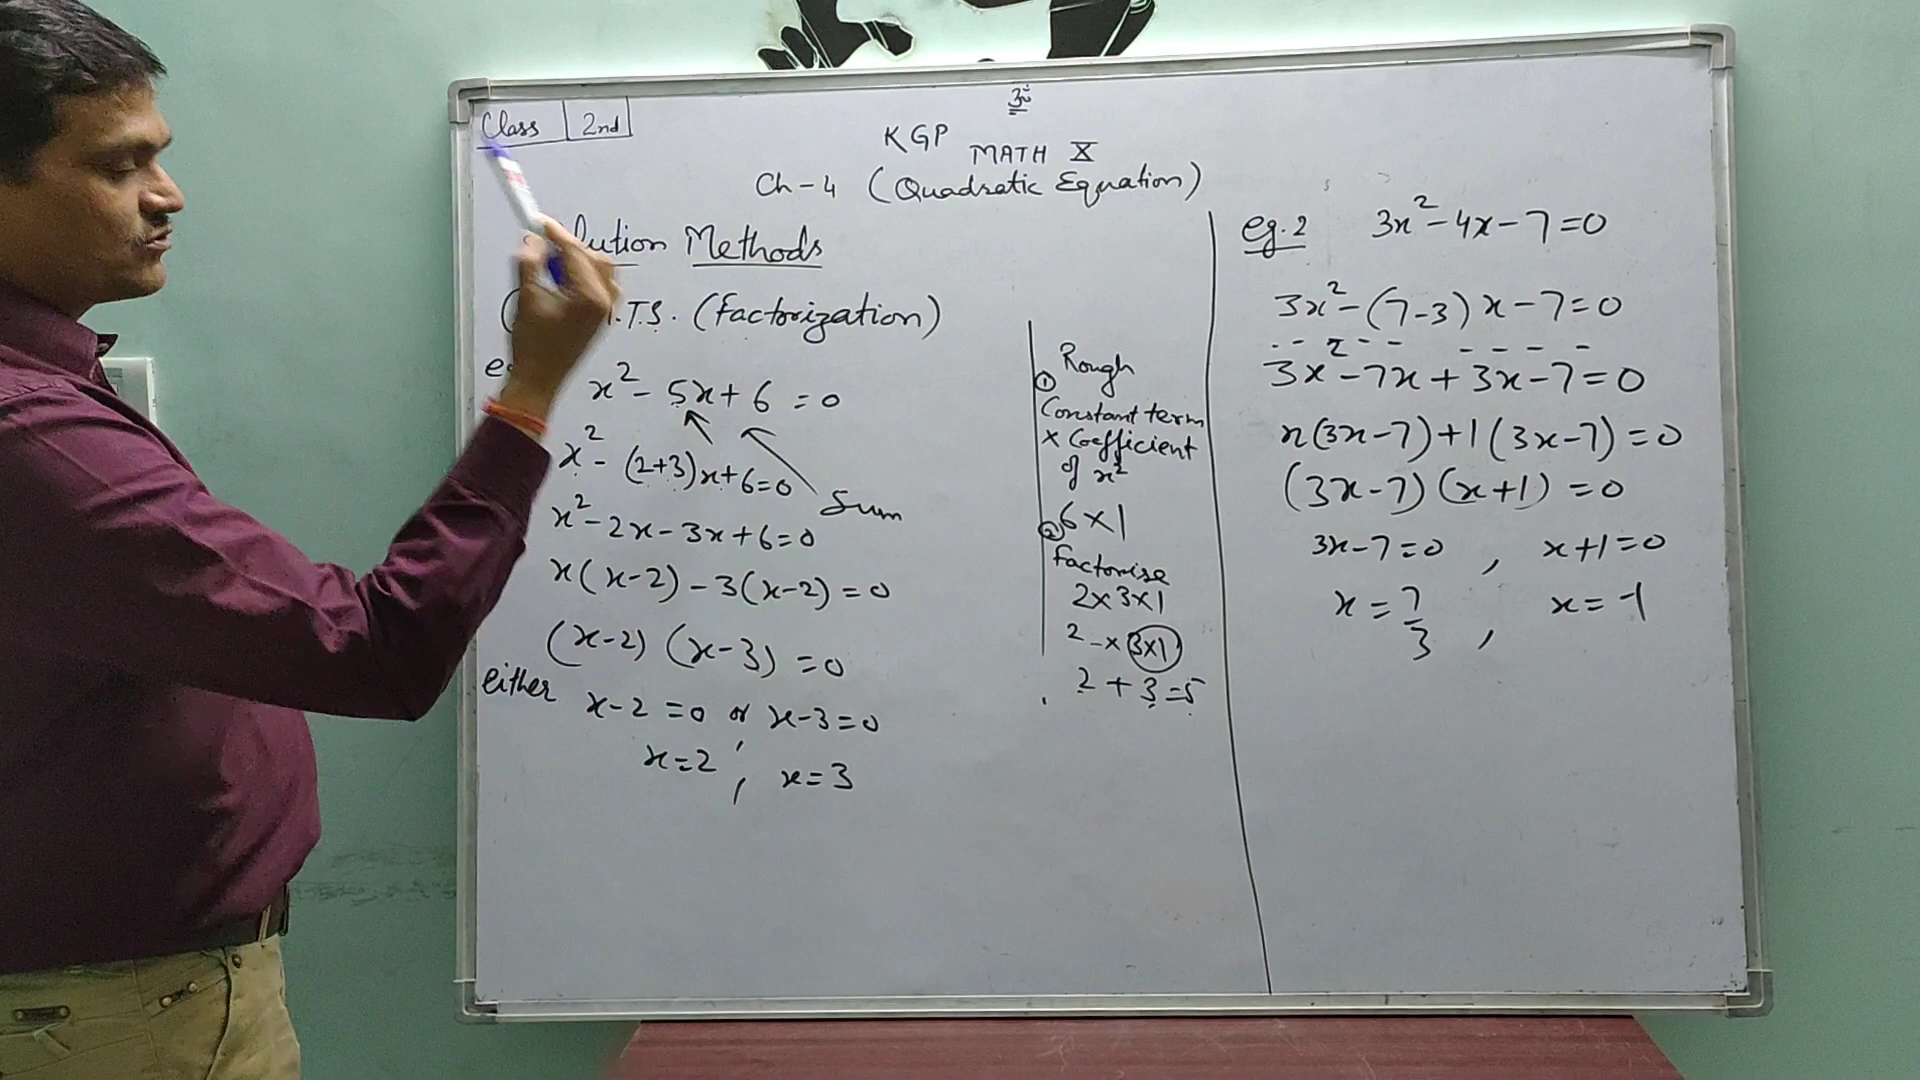 Class 2nd
KGP
MATH X
Ch-4 (Quadratic Equation)
Methods
.T.S. (Factorization)
x² - 5x + 6 = 0
x² - (2+3)x + 6 = 0
Sum
x² - 2x - 3x + 6 = 0
x(x-2) - 3(x-2) = 0
(x-2) (x-3) = 0
either x-2 = 0 or x-3 = 0
x = 2 , x = 3
Rough
①
Constant term
× Coefficient
of x²
6×1
②
Factorise
2×3×1
2-×3×1
2 + 3 = 5
eg.2 3x² - 4x - 7 = 0
3x² - (7-3)x - 7 = 0
3x² - 7x + 3x - 7 = 0
x(3x-7) + 1(3x-7) = 0
(3x-7) (x+1) = 0
3x-7 = 0 , x+1 = 0
x = 7/3 , x = -1